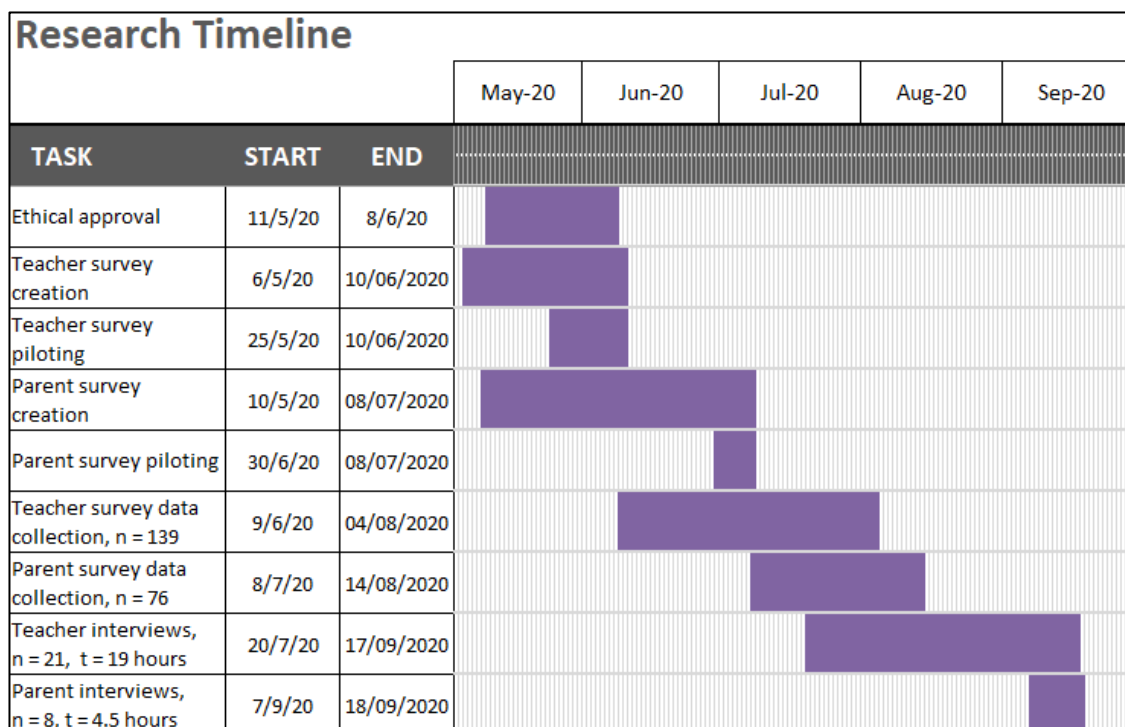 Research Timeline
May-20 Jun-20 Jul-20 Aug-20 Sep-20
TASK START END
Ethical approval 11/5/20 8/6/20
Teacher survey
creation 6/5/20 10/06/2020
Teacher survey
piloting 25/5/20 10/06/2020
Parent survey
creation 10/5/20 08/07/2020
Parent survey piloting 30/6/20 08/07/2020
Teacher survey data
collection, n = 139 9/6/20 04/08/2020
Parent survey data
collection, n = 76 8/7/20 14/08/2020
Teacher interviews,
n = 21, t = 19 hours 20/7/20 17/09/2020
Parent interviews,
n = 8, t = 4.5 hours 7/9/20 18/09/2020